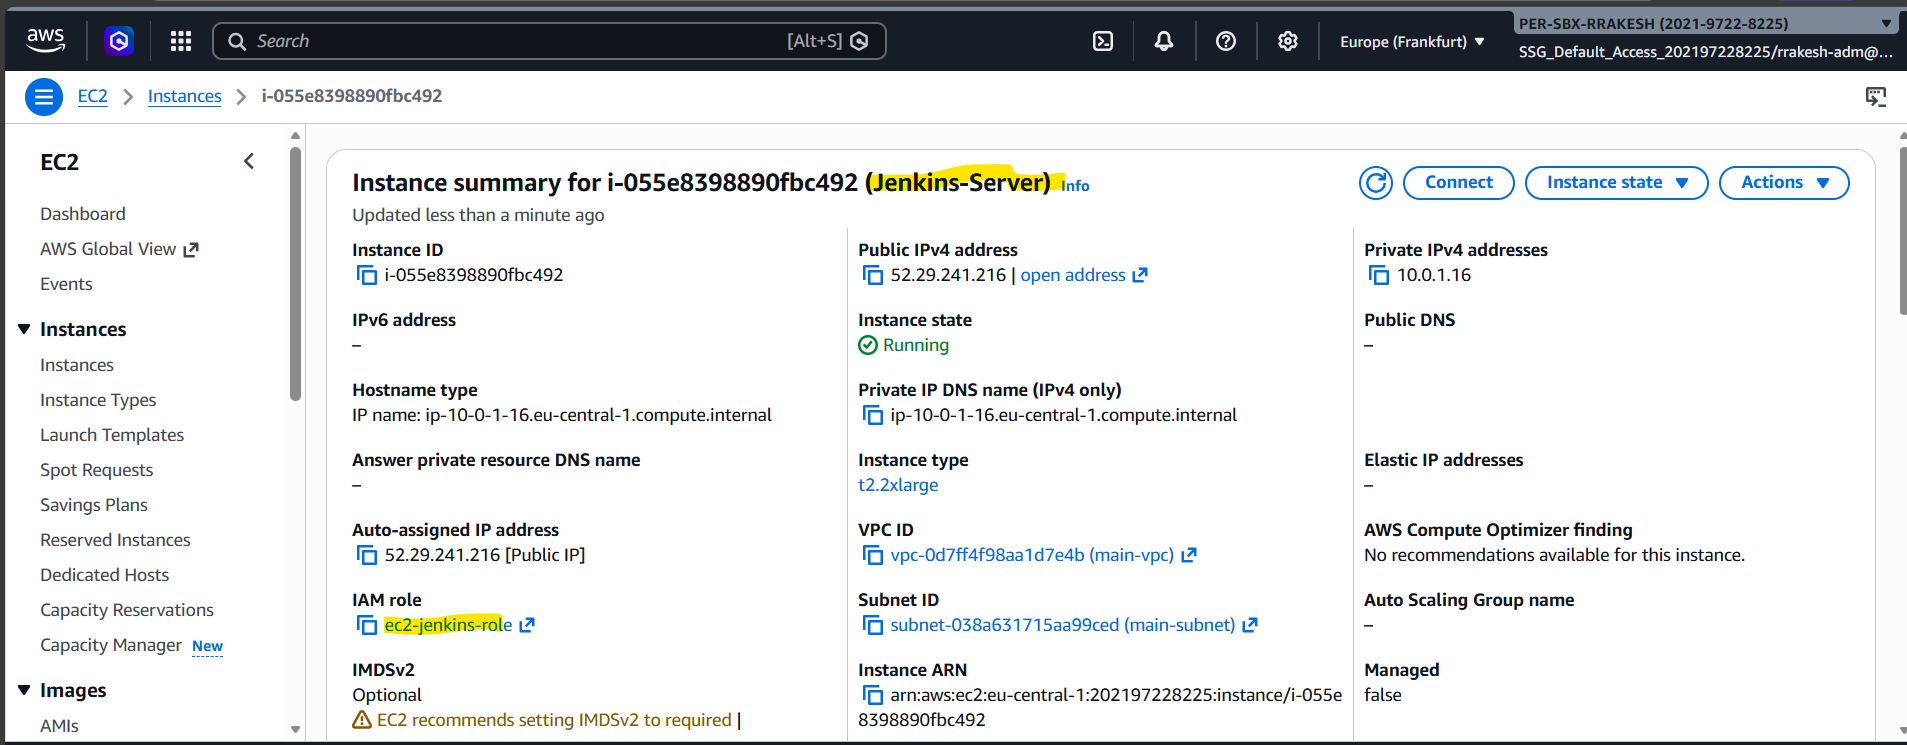 aws
Search [Alt+S]
Europe (Frankfurt)
PER-SBX-RRAKESH (2021-9722-8225)
SSG_Default_Access_202197228225/rrakesh-adm@...
EC2 > Instances > i-055e8398890fbc492
EC2
Dashboard
AWS Global View
Events
Instances
Instances
Instance Types
Launch Templates
Spot Requests
Savings Plans
Reserved Instances
Dedicated Hosts
Capacity Reservations
Capacity Manager New
Images
AMIs
Instance summary for i-055e8398890fbc492 (Jenkins-Server) Info
Updated less than a minute ago
Connect
Instance state
Actions
Instance ID
i-055e8398890fbc492
Public IPv4 address
52.29.241.216 | open address
Private IPv4 addresses
10.0.1.16
IPv6 address
–
Instance state
Running
Public DNS
–
Hostname type
IP name: ip-10-0-1-16.eu-central-1.compute.internal
Private IP DNS name (IPv4 only)
ip-10-0-1-16.eu-central-1.compute.internal
Answer private resource DNS name
–
Instance type
t2.2xlarge
Elastic IP addresses
–
Auto-assigned IP address
52.29.241.216 [Public IP]
VPC ID
vpc-0d7ff4f98aa1d7e4b (main-vpc)
AWS Compute Optimizer finding
No recommendations available for this instance.
IAM role
ec2-jenkins-role
Subnet ID
subnet-038a631715aa99ced (main-subnet)
Auto Scaling Group name
–
IMDSv2
Optional
EC2 recommends setting IMDSv2 to required |
Instance ARN
arn:aws:ec2:eu-central-1:202197228225:instance/i-055e
8398890fbc492
Managed
false